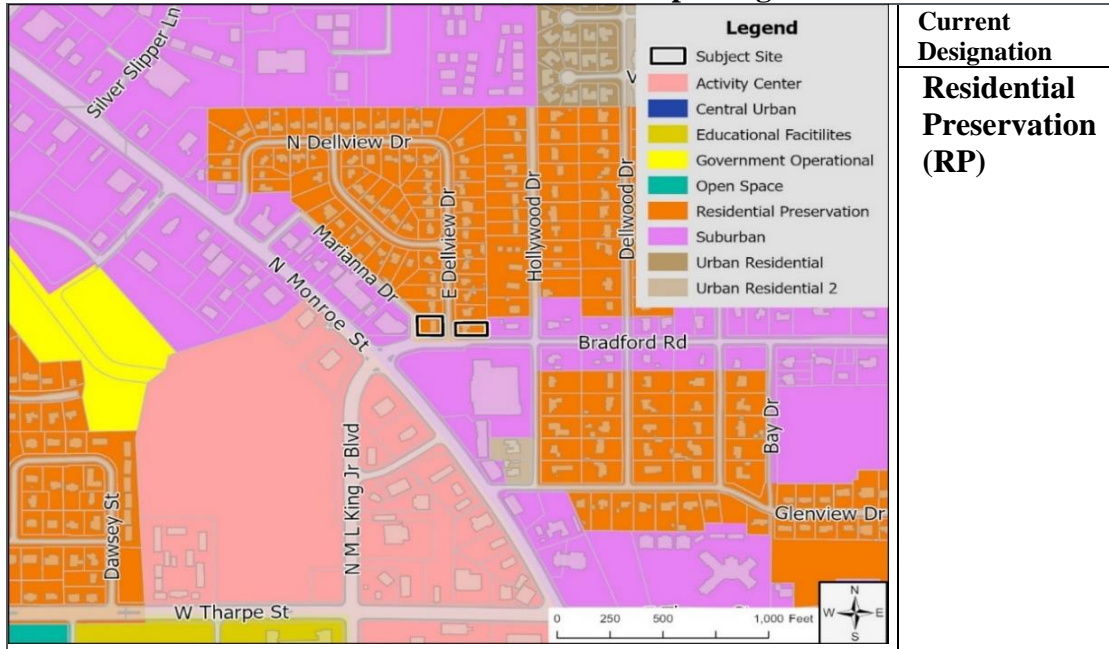 Legend
Subject Site
Activity Center
Central Urban
Educational Facitilites
Government Operational
Open Space
Residential Preservation
Suburban
Urban Residential
Urban Residential 2
Silver Slipper Ln
N Dellview Dr
E Dellview Dr
Marianna Dr
Hollywood Dr
Dellwood Dr
N Monroe St
Bradford Rd
Bay Dr
N M L King Jr Blvd
Glenview Dr
Dawsey St
W Tharpe St
0 250 500 1,000 Feet
N
W E
S
Current
Designation
Residential
Preservation
(RP)